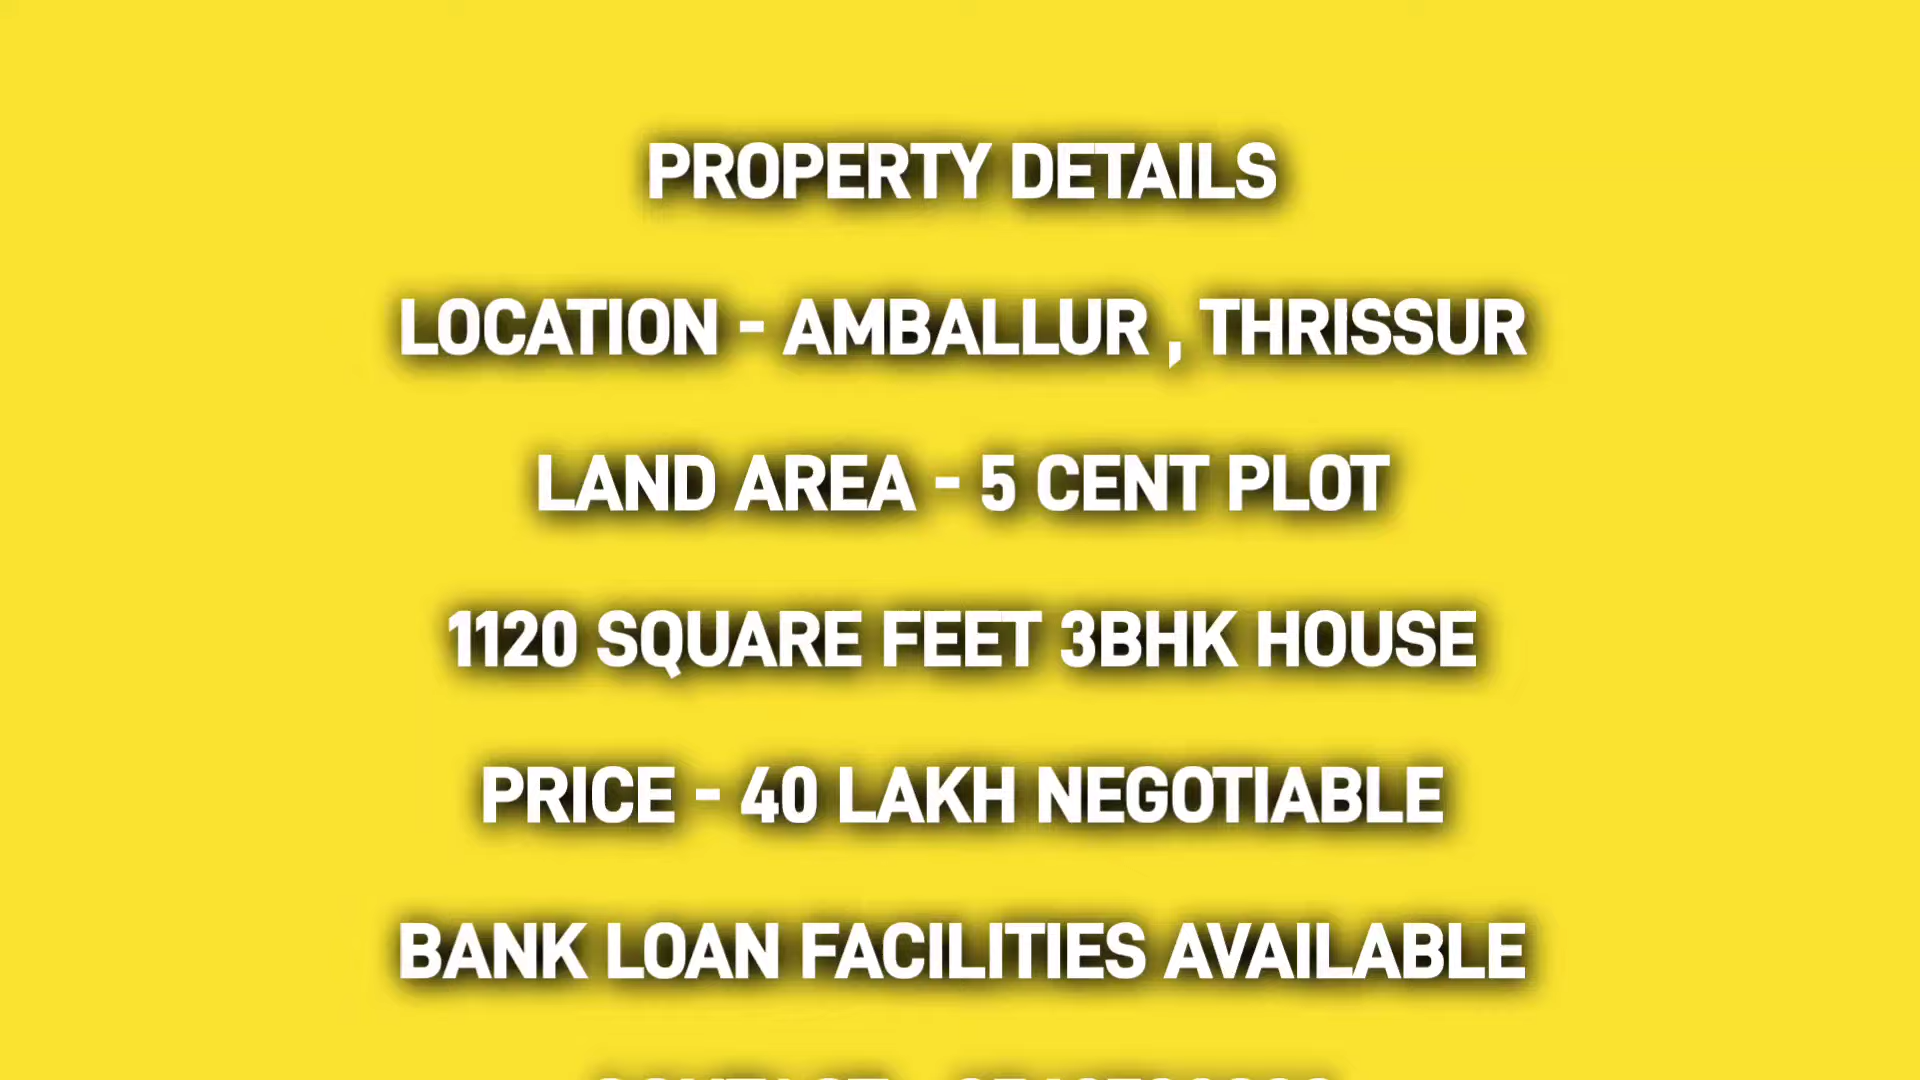 PROPERTY DETAILS
LOCATION - AMBALLUR , THRISSUR
LAND AREA - 5 CENT PLOT
1120 SQUARE FEET 3BHK HOUSE
PRICE - 40 LAKH NEGOTIABLE
BANK LOAN FACILITIES AVAILABLE